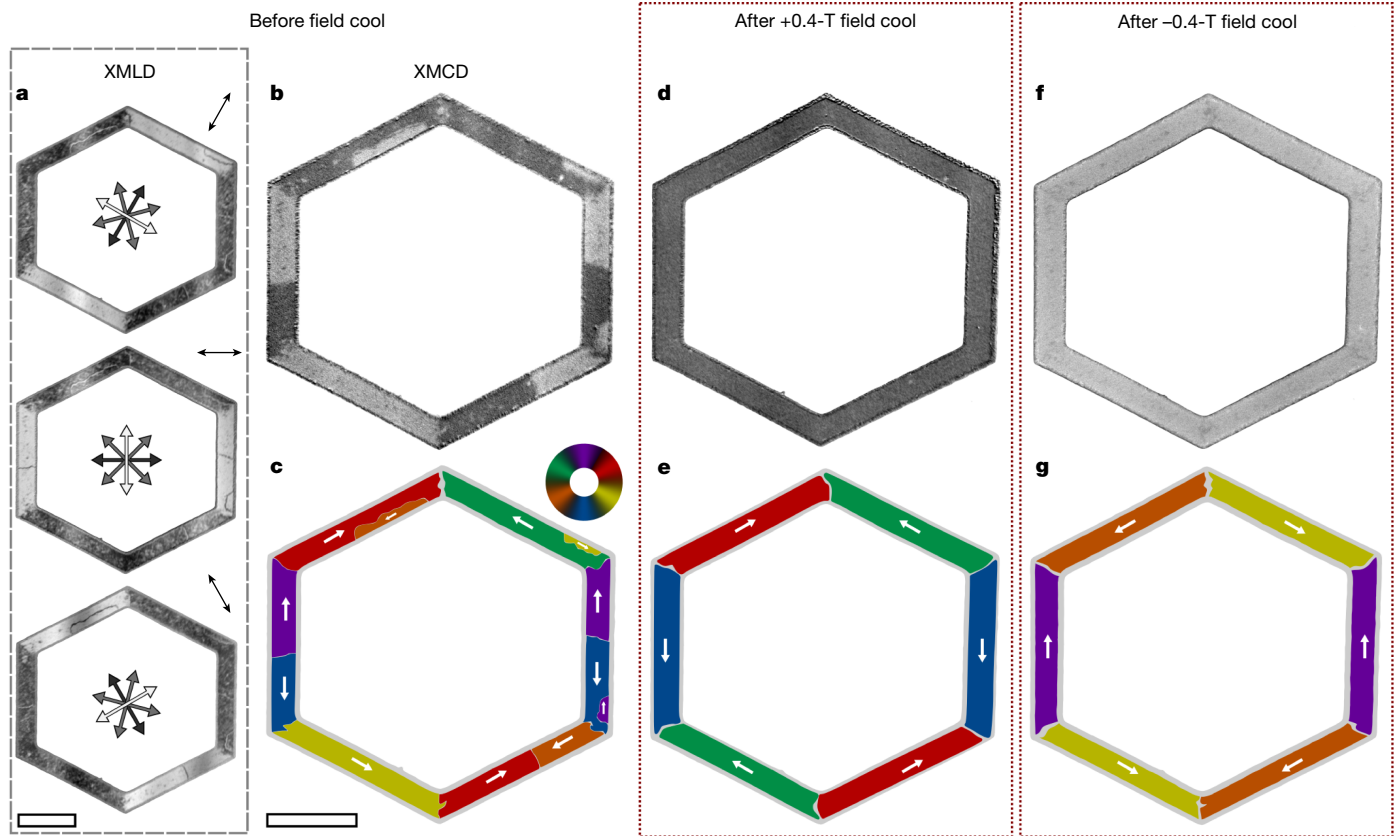 Before field cool
After +0.4-T field cool
After –0.4-T field cool
XMLD
XMCD
a
b
d
f
c
e
g